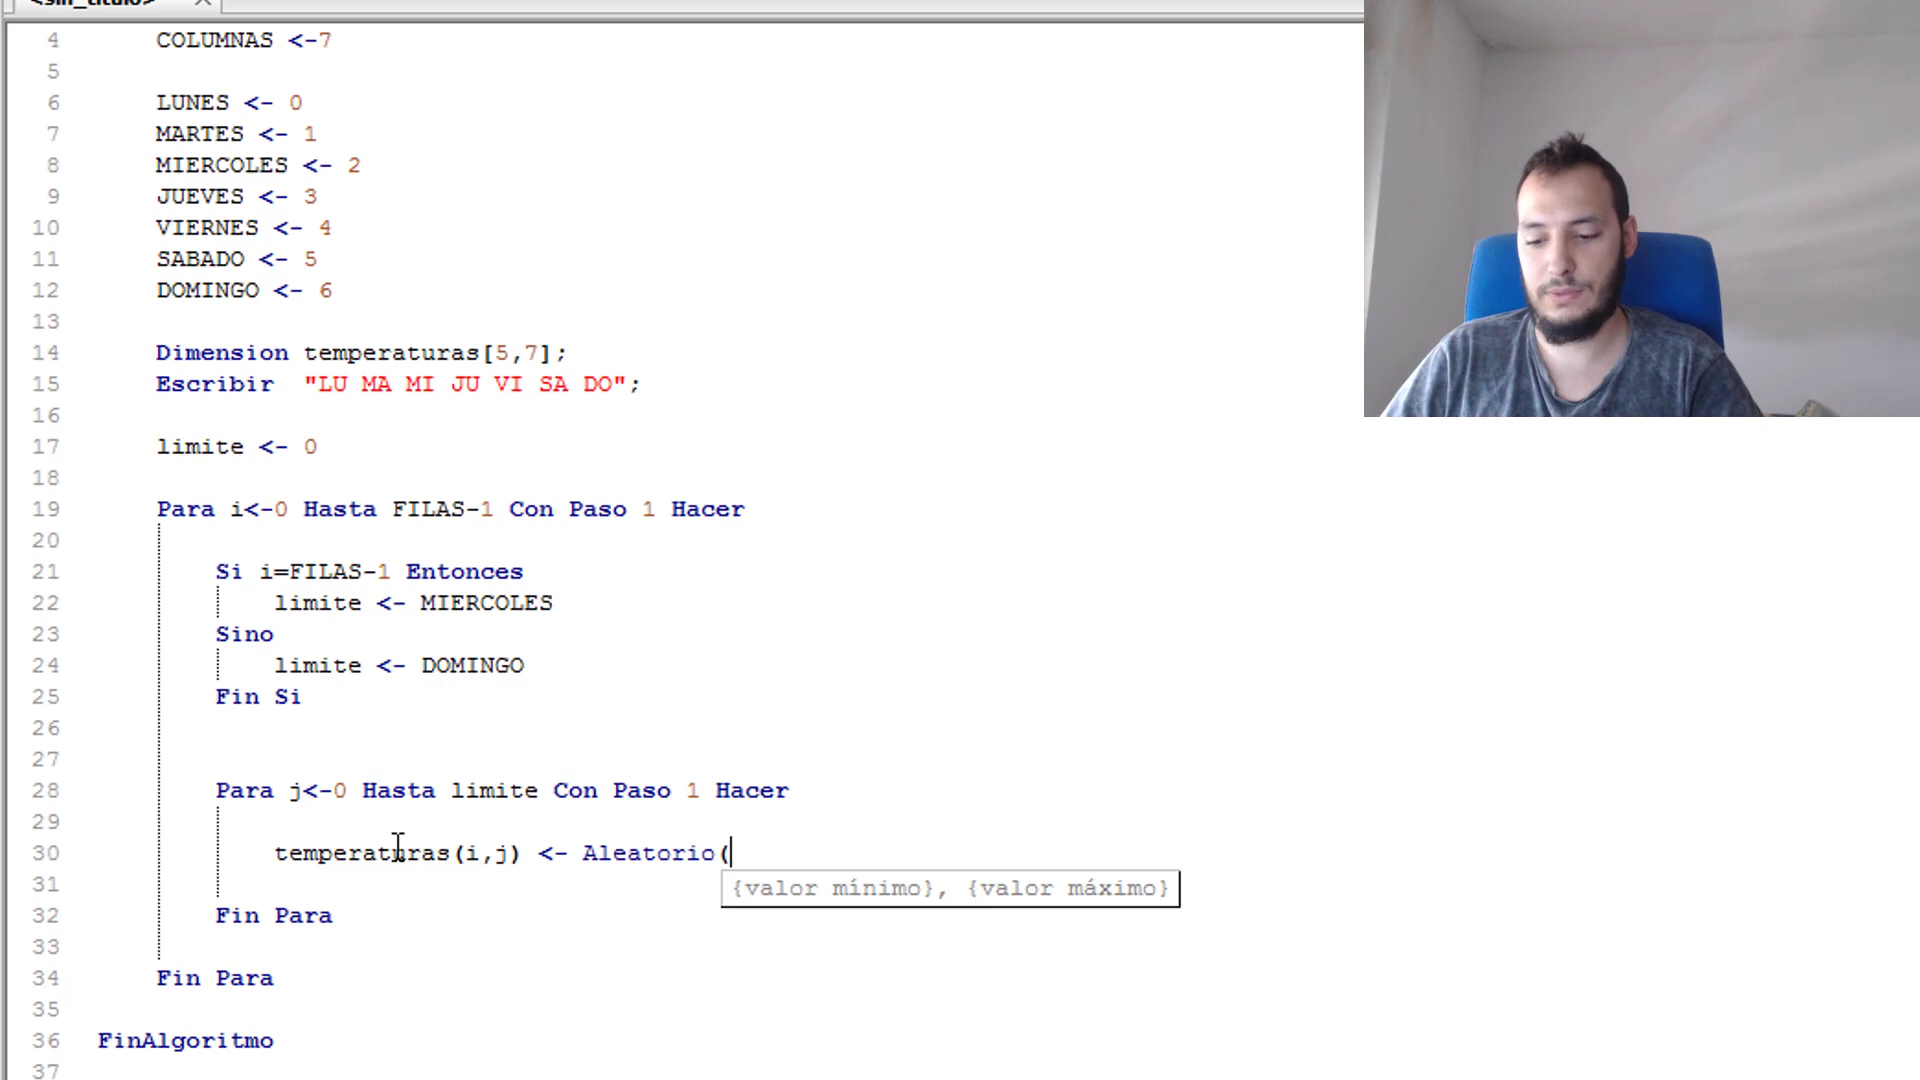 <sin_titulo>
4 COLUMNAS <-7
5
6 LUNES <- 0
7 MARTES <- 1
8 MIERCOLES <- 2
9 JUEVES <- 3
10 VIERNES <- 4
11 SABADO <- 5
12 DOMINGO <- 6
13
14 Dimension temperaturas[5,7];
15 Escribir  "LU MA MI JU VI SA DO";
16
17 limite <- 0
18
19 Para i<-0 Hasta FILAS-1 Con Paso 1 Hacer
20
21 Si i=FILAS-1 Entonces
22 limite <- MIERCOLES
23 Sino
24 limite <- DOMINGO
25 Fin Si
26
27
28 Para j<-0 Hasta limite Con Paso 1 Hacer
29
30 temperaturas(i,j) <- Aleatorio(
31 {valor mínimo}, {valor máximo}
32 Fin Para
33
34 Fin Para
35
36 FinAlgoritmo
37